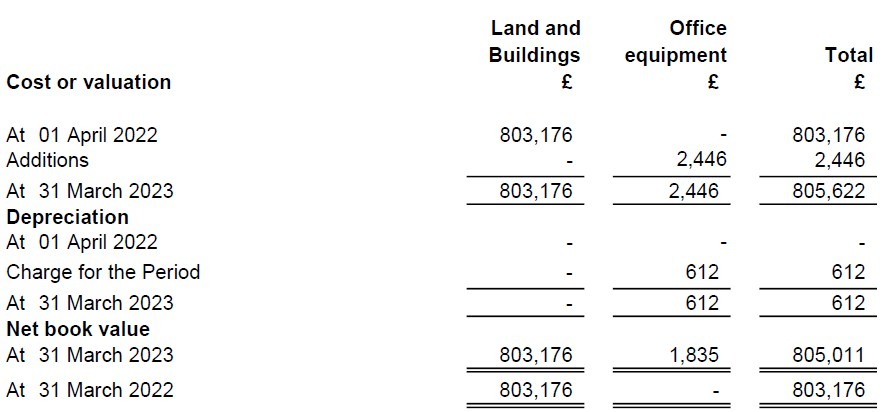 Land and Office
Buildings equipment Total
Cost or valuation £ £ £
At 01 April 2022 803,176 - 803,176
Additions - 2,446 2,446
At 31 March 2023 803,176 2,446 805,622
Depreciation
At 01 April 2022 - - -
Charge for the Period - 612 612
At 31 March 2023 - 612 612
Net book value
At 31 March 2023 803,176 1,835 805,011
At 31 March 2022 803,176 - 803,176